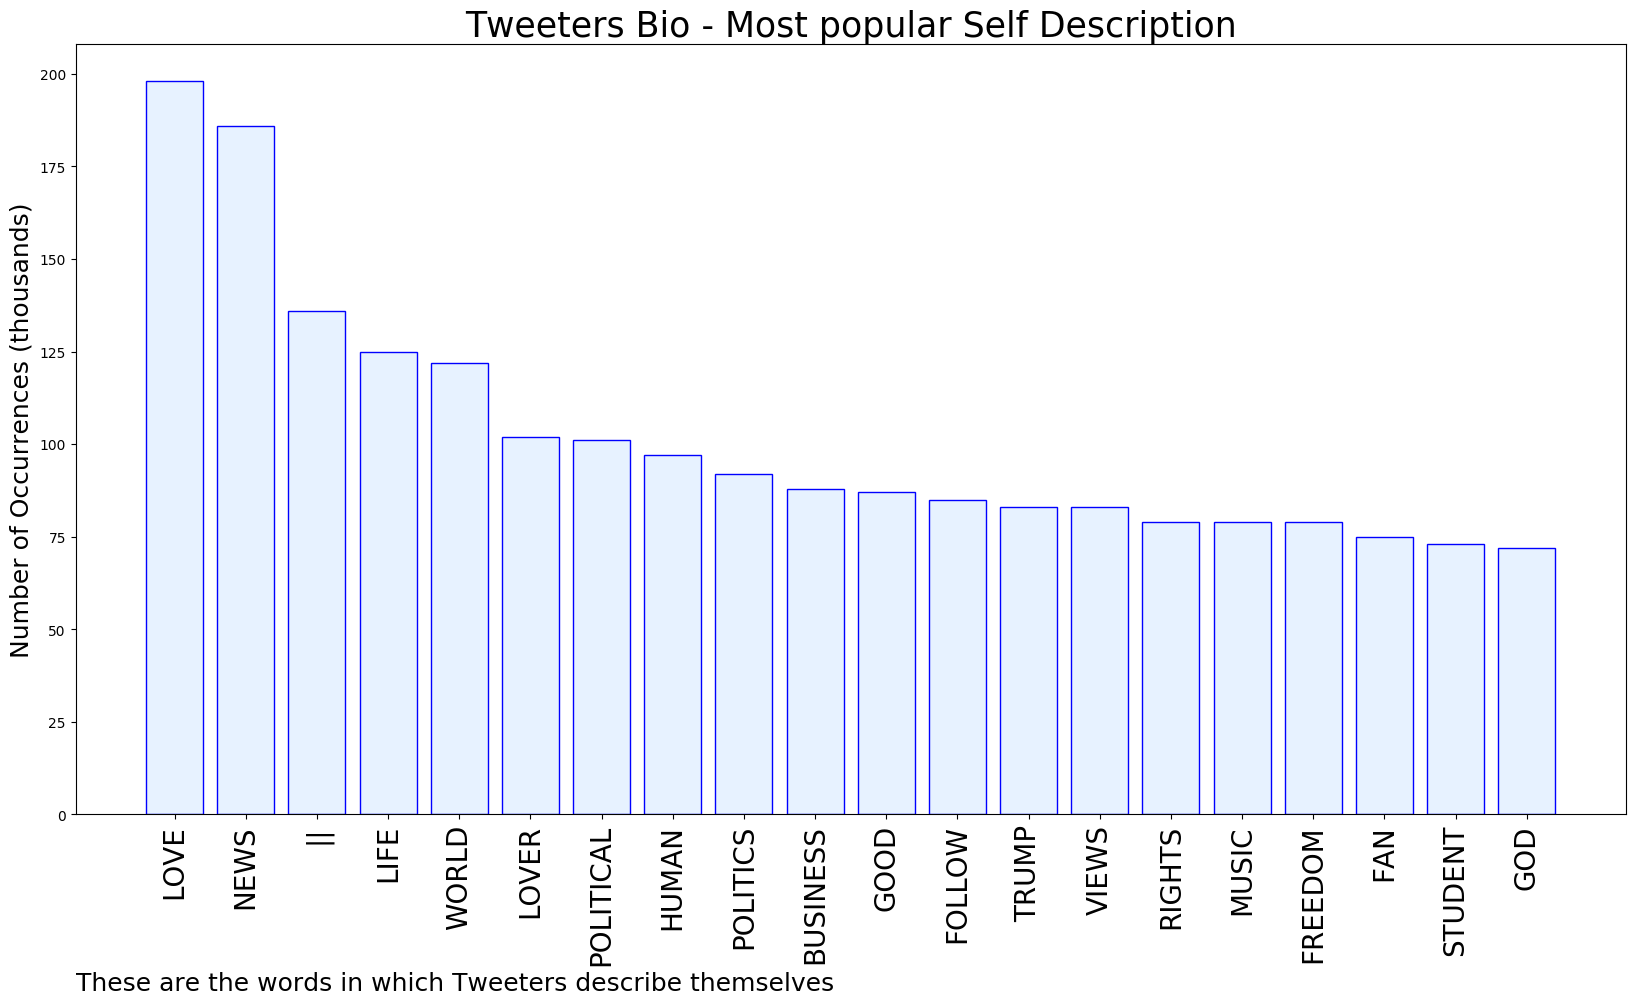 Tweeters Bio - Most popular Self Description
Number of Occurrences (thousands)
200
175
150
125
100
75
50
25
0
LOVE
NEWS
||
LIFE
WORLD
LOVER
POLITICAL
HUMAN
POLITICS
BUSINESS
GOOD
FOLLOW
TRUMP
VIEWS
RIGHTS
MUSIC
FREEDOM
FAN
STUDENT
GOD
These are the words in which Tweeters describe themselves